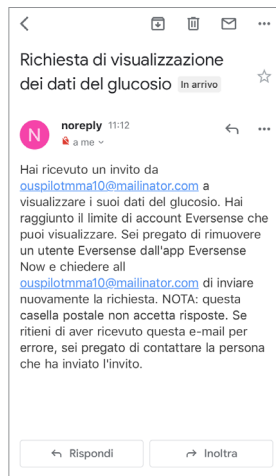 Richiesta di visualizzazione
dei dati del glucosio In arrivo
N
noreply 11:12
a me
Hai ricevuto un invito da
ouspilotmma10@mailinator.com a
visualizzare i suoi dati del glucosio. Hai
raggiunto il limite di account Eversense che
puoi visualizzare. Sei pregato di rimuovere
un utente Eversense dall'app Eversense
Now e chiedere all
ouspilotmma10@mailinator.com di inviare
nuovamente la richiesta. NOTA: questa
casella postale non accetta risposte. Se
ritieni di aver ricevuto questa e-mail per
errore, sei pregato di contattare la persona
che ha inviato l'invito.
Rispondi
Inoltra